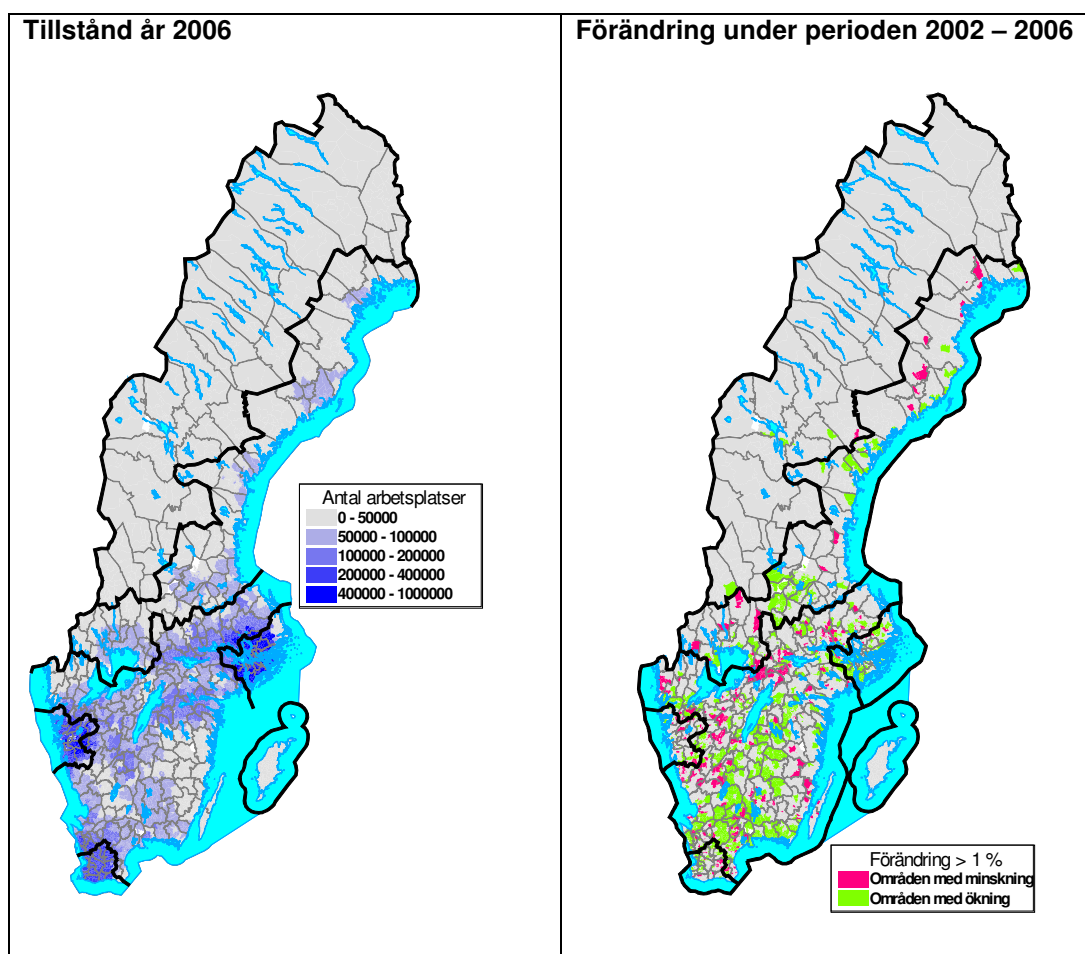 Tillstånd år 2006
Förändring under perioden 2002 – 2006
Antal arbetsplatser
0 - 50000
50000 - 100000
100000 - 200000
200000 - 400000
400000 - 1000000
Förändring > 1 %
Områden med minskning
Områden med ökning